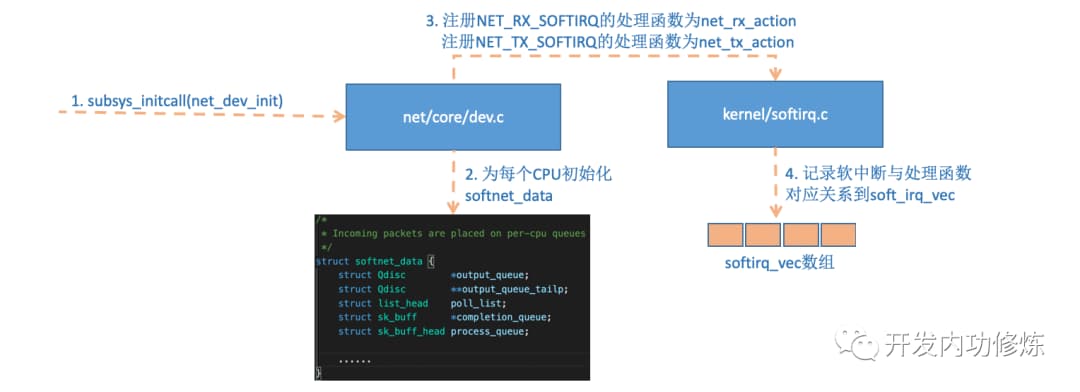 3. 注册NET_RX_SOFTIRQ的处理函数为net_rx_action
注册NET_TX_SOFTIRQ的处理函数为net_tx_action
1. subsys_initcall(net_dev_init)
net/core/dev.c
kernel/softirq.c
2. 为每个CPU初始化
softnet_data
4. 记录软中断与处理函数
对应关系到soft_irq_vec
/*
* Incoming packets are placed on per-cpu queues
*/
struct softnet_data {
struct Qdisc *output_queue;
struct Qdisc **output_queue_tailp;
struct list_head poll_list;
struct sk_buff *completion_queue;
struct sk_buff_head process_queue;
......
}
softirq_vec数组
开发内功修炼